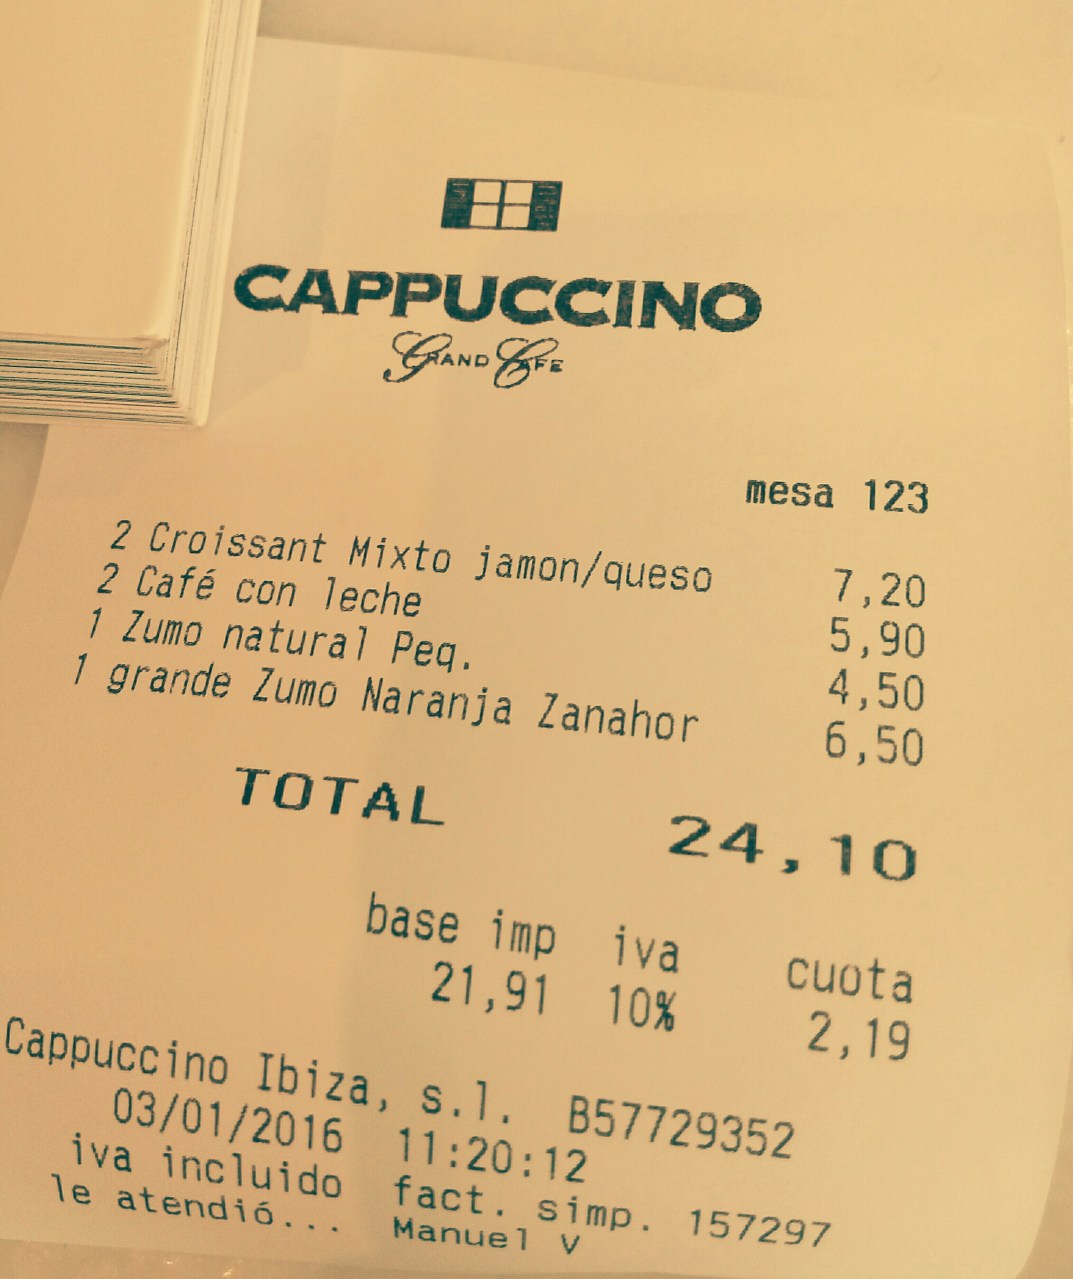 CAPPUCCINO
GRAND CAFE
mesa 123
2 Croissant Mixto jamon/queso 7,20
2 Café con leche 5,90
1 Zumo natural Peq. 4,50
1 grande Zumo Naranja Zanahor 6,50
TOTAL 24,10
base imp iva cuota
21,91 10% 2,19
Cappuccino Ibiza, s.l. B57729352
03/01/2016 11:20:12
iva incluido fact. simp. 157297
le atendió... Manuel V